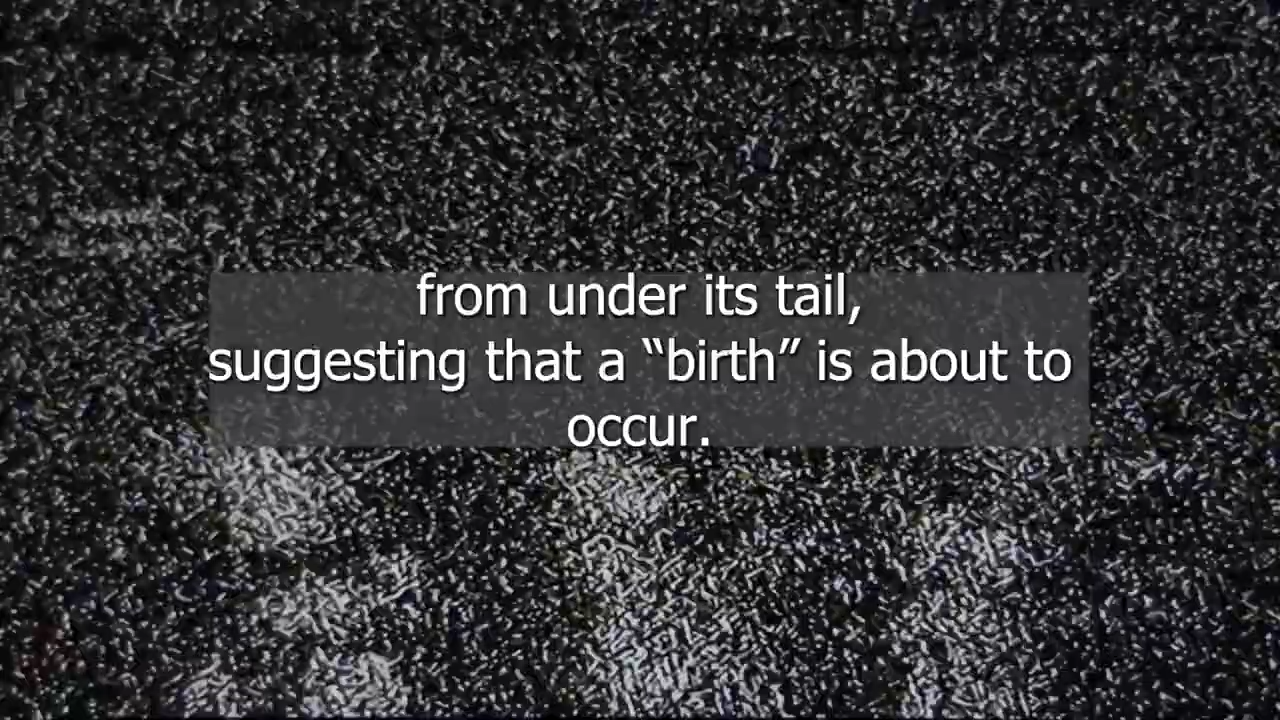 from under its tail,
suggesting that a “birth” is about to
occur.